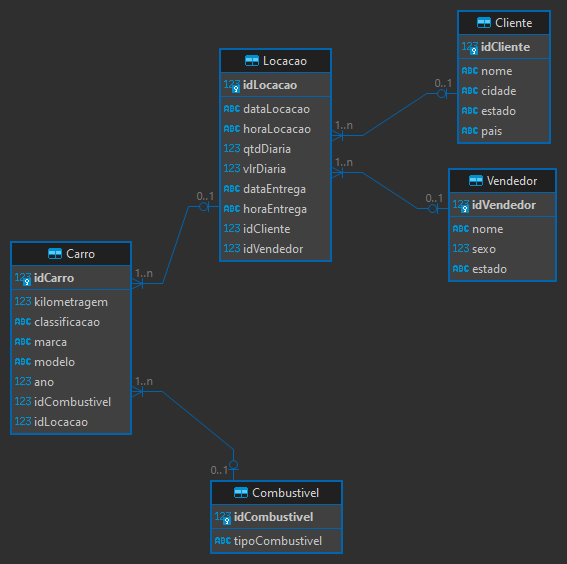 Cliente
123 idCliente
ABC nome
ABC cidade
ABC estado
ABC pais
Locacao
123 idLocacao
ABC dataLocacao
ABC horaLocacao
123 qtdDiaria
123 vlrDiaria
ABC dataEntrega
ABC horaEntrega
123 idCliente
123 idVendedor
0..1
1..n
1..n
0..1
Vendedor
123 idVendedor
ABC nome
123 sexo
ABC estado
0..1
1..n
Carro
123 idCarro
123 kilometragem
ABC classificacao
ABC marca
ABC modelo
123 ano
123 idCombustivel
123 idLocacao
1..n
0..1
Combustivel
123 idCombustivel
ABC tipoCombustivel